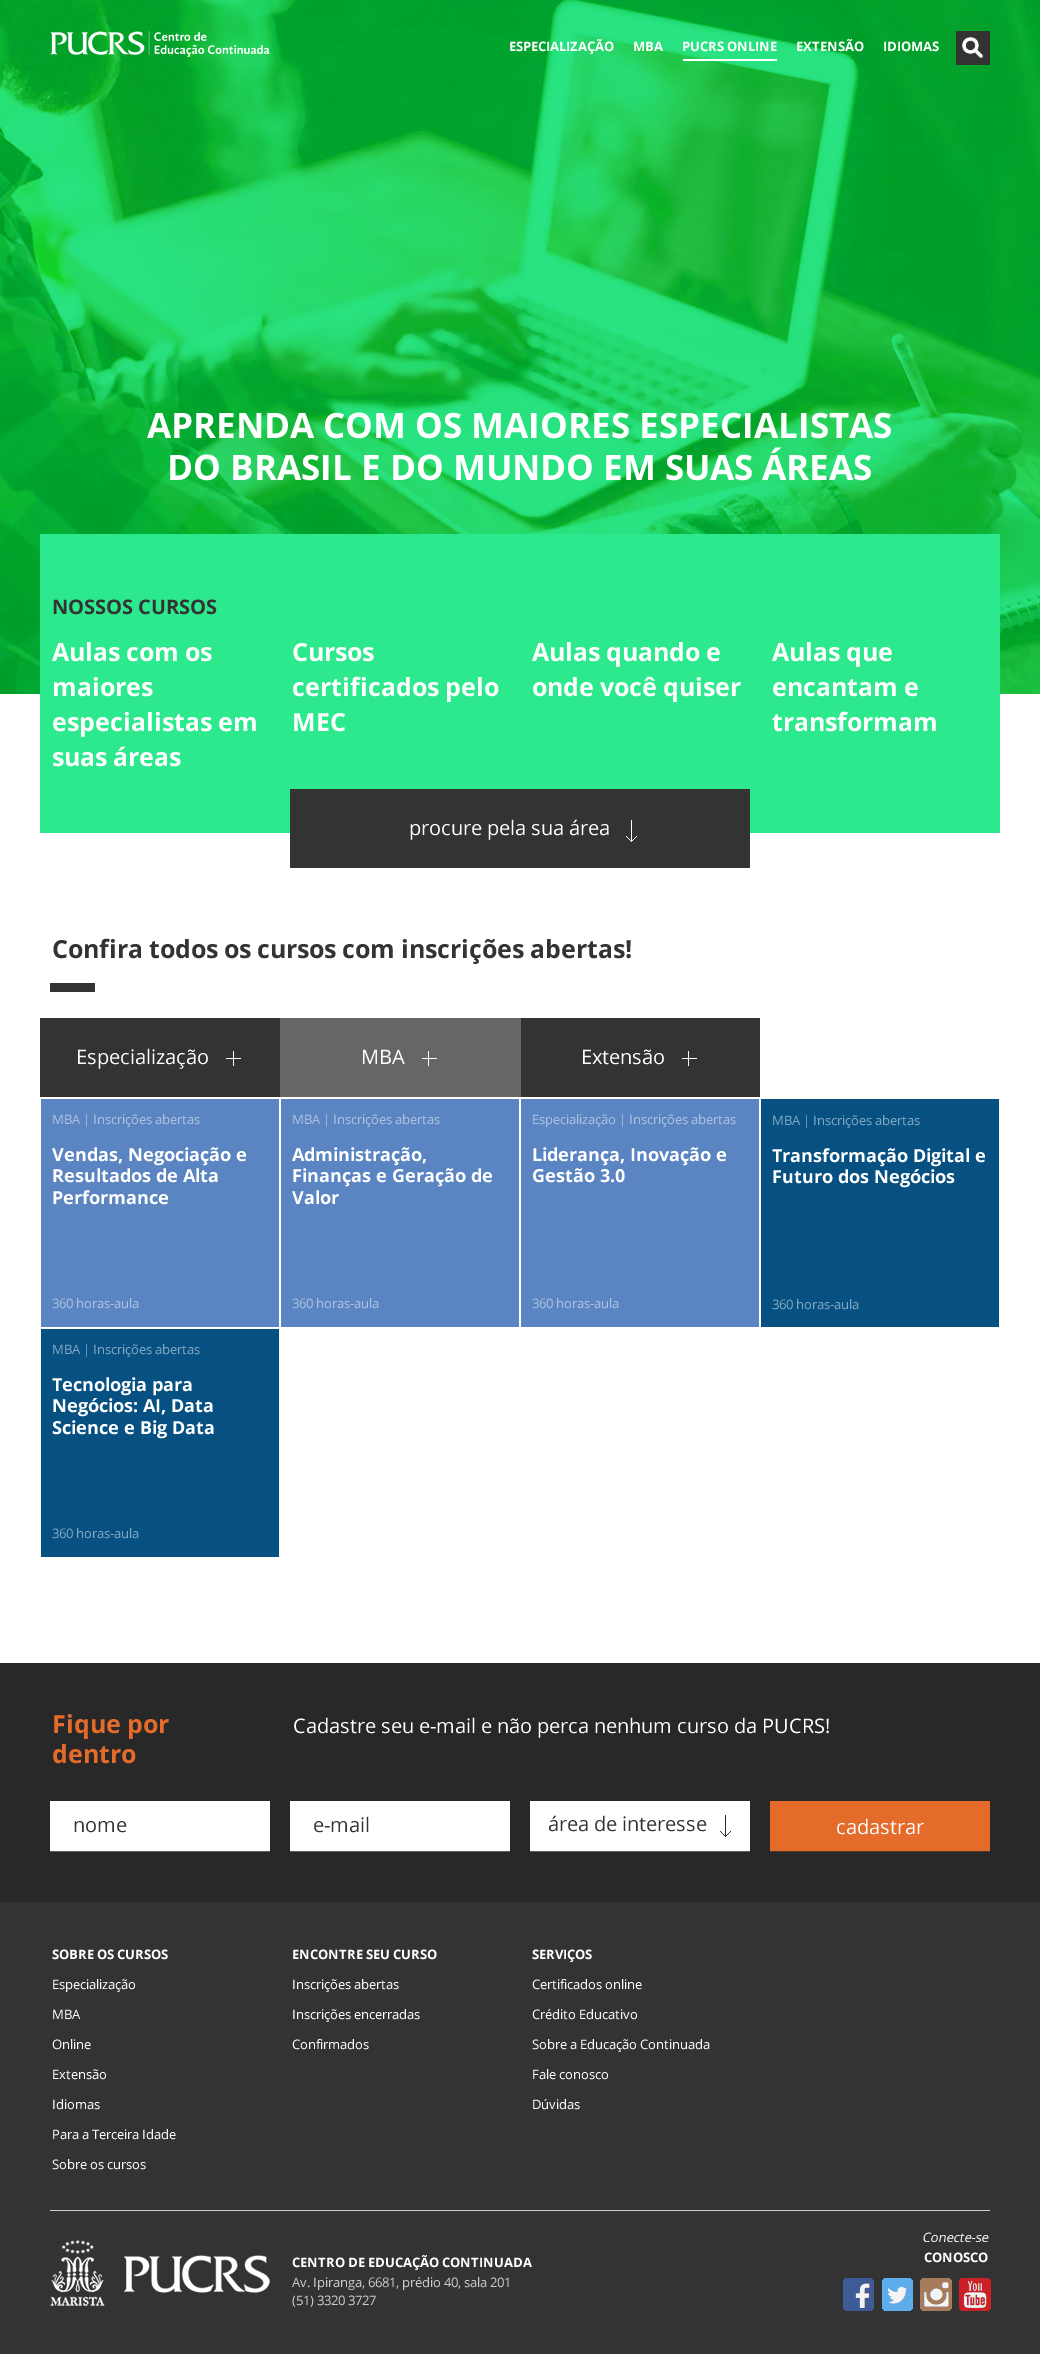 PUCRS Centro de
Educação Continuada
ESPECIALIZAÇÃO MBA PUCRS ONLINE EXTENSÃO IDIOMAS
APRENDA COM OS MAIORES ESPECIALISTAS
DO BRASIL E DO MUNDO EM SUAS ÁREAS
NOSSOS CURSOS
Aulas com os
maiores
especialistas em
suas áreas
Cursos
certificados pelo
MEC
Aulas quando e
onde você quiser
Aulas que
encantam e
transformam
procure pela sua área
Confira todos os cursos com inscrições abertas!
Especialização
MBA
Extensão
MBA | Inscrições abertas
Vendas, Negociação e
Resultados de Alta
Performance
360 horas-aula
MBA | Inscrições abertas
Administração,
Finanças e Geração de
Valor
360 horas-aula
Especialização | Inscrições abertas
Liderança, Inovação e
Gestão 3.0
360 horas-aula
MBA | Inscrições abertas
Transformação Digital e
Futuro dos Negócios
360 horas-aula
MBA | Inscrições abertas
Tecnologia para
Negócios: AI, Data
Science e Big Data
360 horas-aula
Fique por
dentro
Cadastre seu e-mail e não perca nenhum curso da PUCRS!
nome
e-mail
área de interesse
cadastrar
SOBRE OS CURSOS
Especialização
MBA
Online
Extensão
Idiomas
Para a Terceira Idade
Sobre os cursos
ENCONTRE SEU CURSO
Inscrições abertas
Inscrições encerradas
Confirmados
SERVIÇOS
Certificados online
Crédito Educativo
Sobre a Educação Continuada
Fale conosco
Dúvidas
MARISTA
PUCRS
CENTRO DE EDUCAÇÃO CONTINUADA
Av. Ipiranga, 6681, prédio 40, sala 201
(51) 3320 3727
Conecte-se
CONOSCO
You
Tube